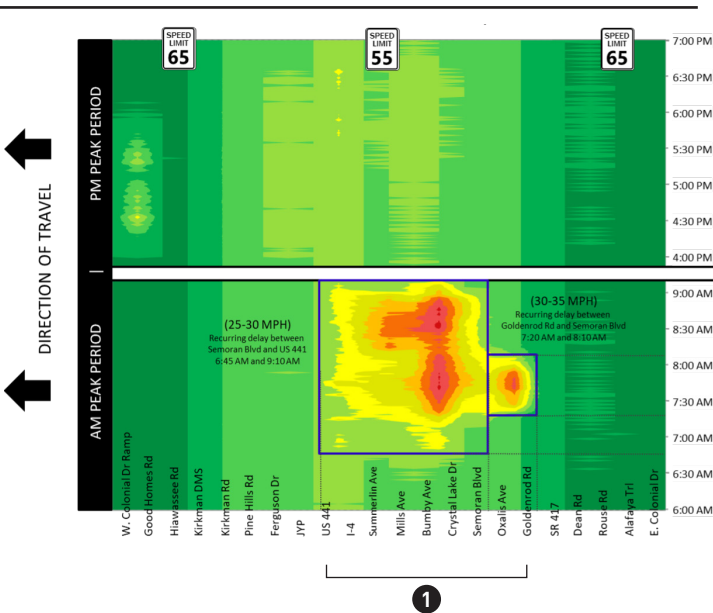 SPEED
LIMIT
65
SPEED
LIMIT
55
SPEED
LIMIT
65
7:00 PM
6:30 PM
6:00 PM
5:30 PM
5:00 PM
4:30 PM
4:00 PM
9:00 AM
8:30 AM
8:00 AM
7:30 AM
7:00 AM
6:30 AM
6:00 AM
DIRECTION OF TRAVEL
PM PEAK PERIOD
|
AM PEAK PERIOD
(25-30 MPH)
Recurring delay between
Semoran Blvd and US 441
6:45 AM and 9:10 AM
(30-35 MPH)
Recurring delay between
Goldenrod Rd and Semoran Blvd
7:20 AM and 8:10 AM
W. Colonial Dr Ramp
Good Homes Rd
Hiawassee Rd
Kirkman DMS
Kirkman Rd
Pine Hills Rd
Ferguson Dr
JYP
US 441
I-4
Summerlin Ave
Mills Ave
Bumby Ave
Crystal Lake Dr
Semoran Blvd
Oxalis Ave
Goldenrod Rd
SR 417
Dean Rd
Rouse Rd
Alafaya Trl
E. Colonial Dr
1